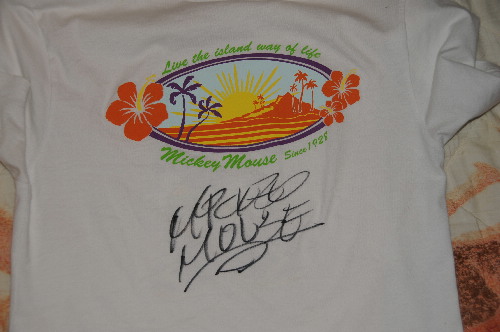 Live the island way of life
Mickey Mouse Since 1928
MICKEY
MOUSE